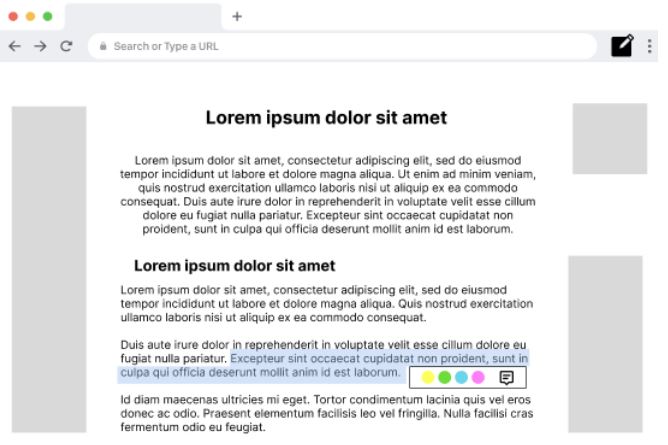 Search or Type a URL
Lorem ipsum dolor sit amet
Lorem ipsum dolor sit amet, consectetur adipiscing elit, sed do eiusmod
tempor incididunt ut labore et dolore magna aliqua. Ut enim ad minim veniam,
quis nostrud exercitation ullamco laboris nisi ut aliquip ex ea commodo
consequat. Duis aute irure dolor in reprehenderit in voluptate velit esse cillum
dolore eu fugiat nulla pariatur. Excepteur sint occaecat cupidatat non
proident, sunt in culpa qui officia deserunt mollit anim id est laborum.
Lorem ipsum dolor sit amet
Lorem ipsum dolor sit amet, consectetur adipiscing elit, sed do eiusmod
tempor incididunt ut labore et dolore magna aliqua. Quis nostrud exercitation
ullamco laboris nisi ut aliquip ex ea commodo consequat.
Duis aute irure dolor in reprehenderit in voluptate velit esse cillum dolore eu
fugiat nulla pariatur. Excepteur sint occaecat cupidatat non proident, sunt in
culpa qui officia deserunt mollit anim id est laborum.
Id diam maecenas ultricies mi eget. Tortor condimentum lacinia quis vel eros
donec ac odio. Praesent elementum facilisis leo vel fringilla. Nulla facilisi cras
fermentum odio eu feugiat.